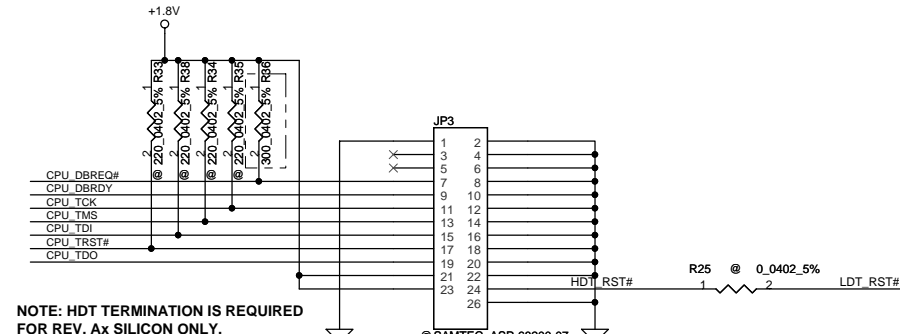 +1.8V
1 2 @ 220_0402_5% R33
1 2 @ 220_0402_5% R38
1 2 @ 220_0402_5% R34
1 2 @ 220_0402_5% R35
1 2 300_0402_5% R36
JP3
1 2
3 4
5 6
7 8
9 10
11 12
13 14
15 16
17 18
19 20
21 22
23 24
26
CPU_DBREQ#
CPU_DBRDY
CPU_TCK
CPU_TMS
CPU_TDI
CPU_TRST#
CPU_TDO
HDT_RST#
R25 @ 0_0402_5%
1 2
LDT_RST#
NOTE: HDT TERMINATION IS REQUIRED
FOR REV. Ax SILICON ONLY.